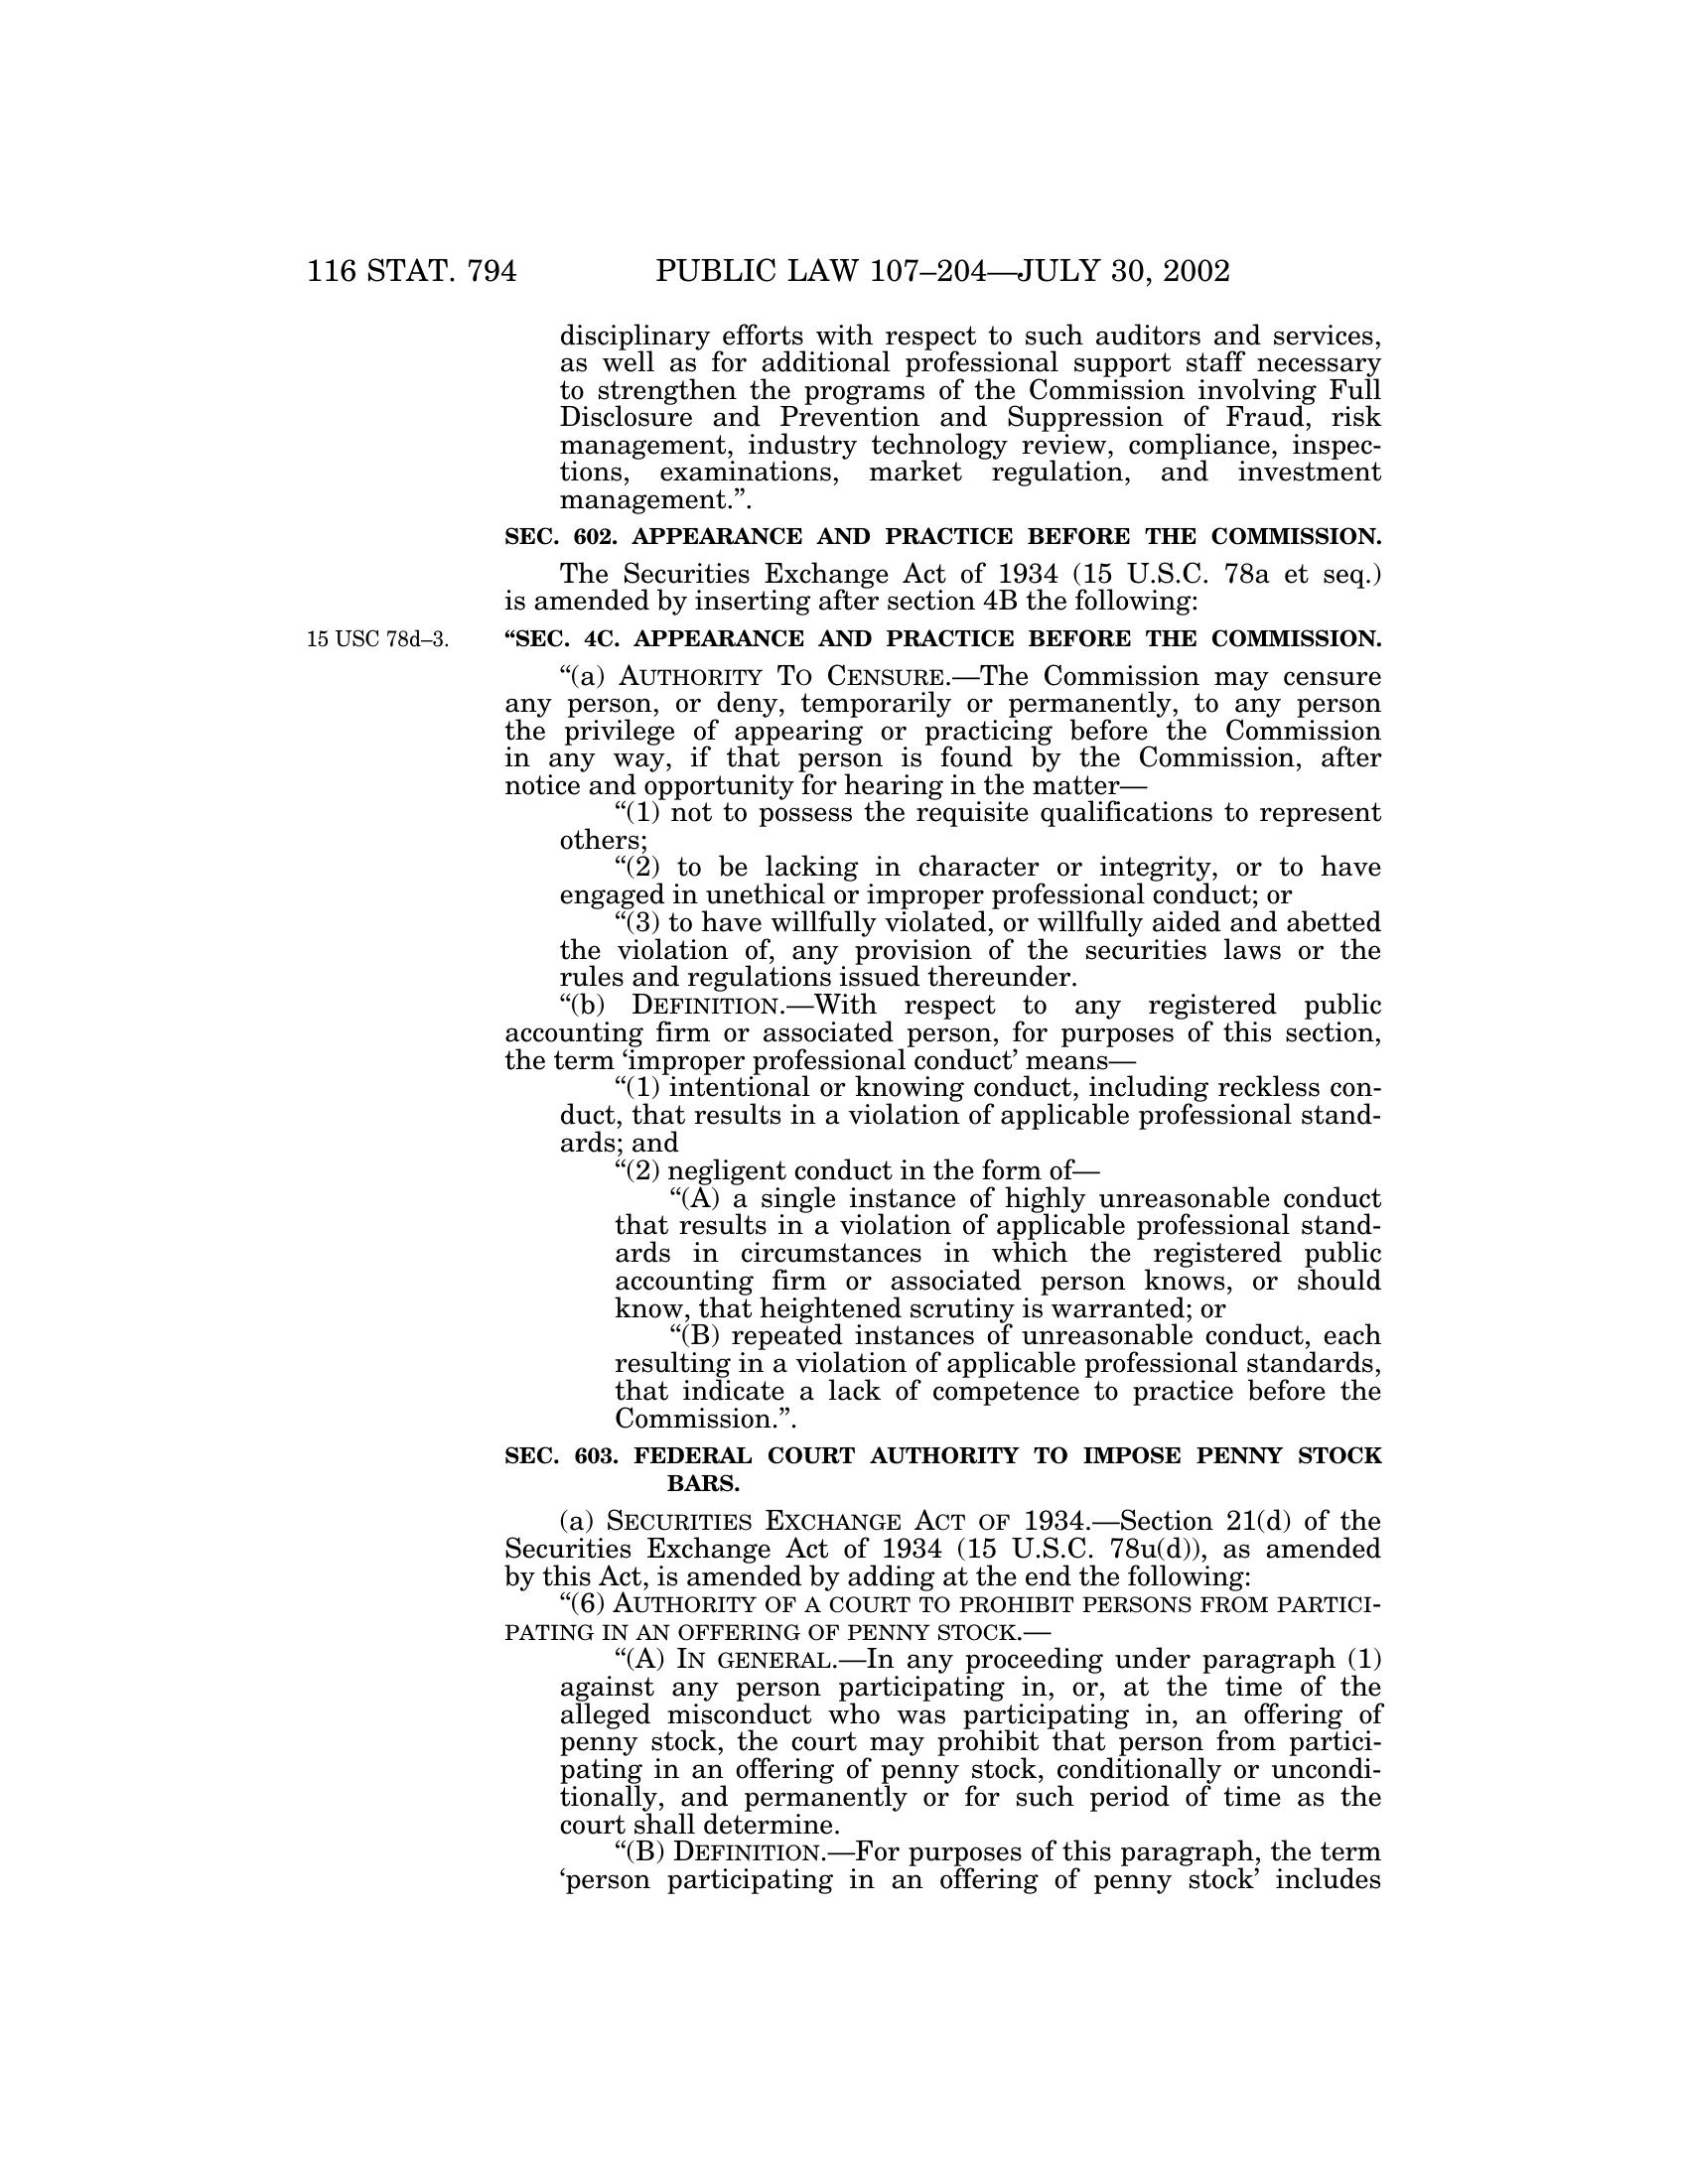 116 STAT. 794 PUBLIC LAW 107–204—JULY 30, 2002
disciplinary efforts with respect to such auditors and services,
as well as for additional professional support staff necessary
to strengthen the programs of the Commission involving Full
Disclosure and Prevention and Suppression of Fraud, risk
management, industry technology review, compliance, inspec-
tions, examinations, market regulation, and investment
management.”.
SEC. 602. APPEARANCE AND PRACTICE BEFORE THE COMMISSION.
The Securities Exchange Act of 1934 (15 U.S.C. 78a et seq.)
is amended by inserting after section 4B the following:
15 USC 78d–3.
“SEC. 4C. APPEARANCE AND PRACTICE BEFORE THE COMMISSION.
“(a) AUTHORITY TO CENSURE.—The Commission may censure
any person, or deny, temporarily or permanently, to any person
the privilege of appearing or practicing before the Commission
in any way, if that person is found by the Commission, after
notice and opportunity for hearing in the matter—
“(1) not to possess the requisite qualifications to represent
others;
“(2) to be lacking in character or integrity, or to have
engaged in unethical or improper professional conduct; or
“(3) to have willfully violated, or willfully aided and abetted
the violation of, any provision of the securities laws or the
rules and regulations issued thereunder.
“(b) DEFINITION.—With respect to any registered public
accounting firm or associated person, for purposes of this section,
the term ‘improper professional conduct’ means—
“(1) intentional or knowing conduct, including reckless con-
duct, that results in a violation of applicable professional stand-
ards; and
“(2) negligent conduct in the form of—
“(A) a single instance of highly unreasonable conduct
that results in a violation of applicable professional stand-
ards in circumstances in which the registered public
accounting firm or associated person knows, or should
know, that heightened scrutiny is warranted; or
“(B) repeated instances of unreasonable conduct, each
resulting in a violation of applicable professional standards,
that indicate a lack of competence to practice before the
Commission.”.
SEC. 603. FEDERAL COURT AUTHORITY TO IMPOSE PENNY STOCK
BARS.
(a) SECURITIES EXCHANGE ACT OF 1934.—Section 21(d) of the
Securities Exchange Act of 1934 (15 U.S.C. 78u(d)), as amended
by this Act, is amended by adding at the end the following:
“(6) AUTHORITY OF A COURT TO PROHIBIT PERSONS FROM PARTICI-
PATING IN AN OFFERING OF PENNY STOCK.—
“(A) IN GENERAL.—In any proceeding under paragraph (1)
against any person participating in, or, at the time of the
alleged misconduct who was participating in, an offering of
penny stock, the court may prohibit that person from partici-
pating in an offering of penny stock, conditionally or uncondi-
tionally, and permanently or for such period of time as the
court shall determine.
“(B) DEFINITION.—For purposes of this paragraph, the term
‘person participating in an offering of penny stock’ includes